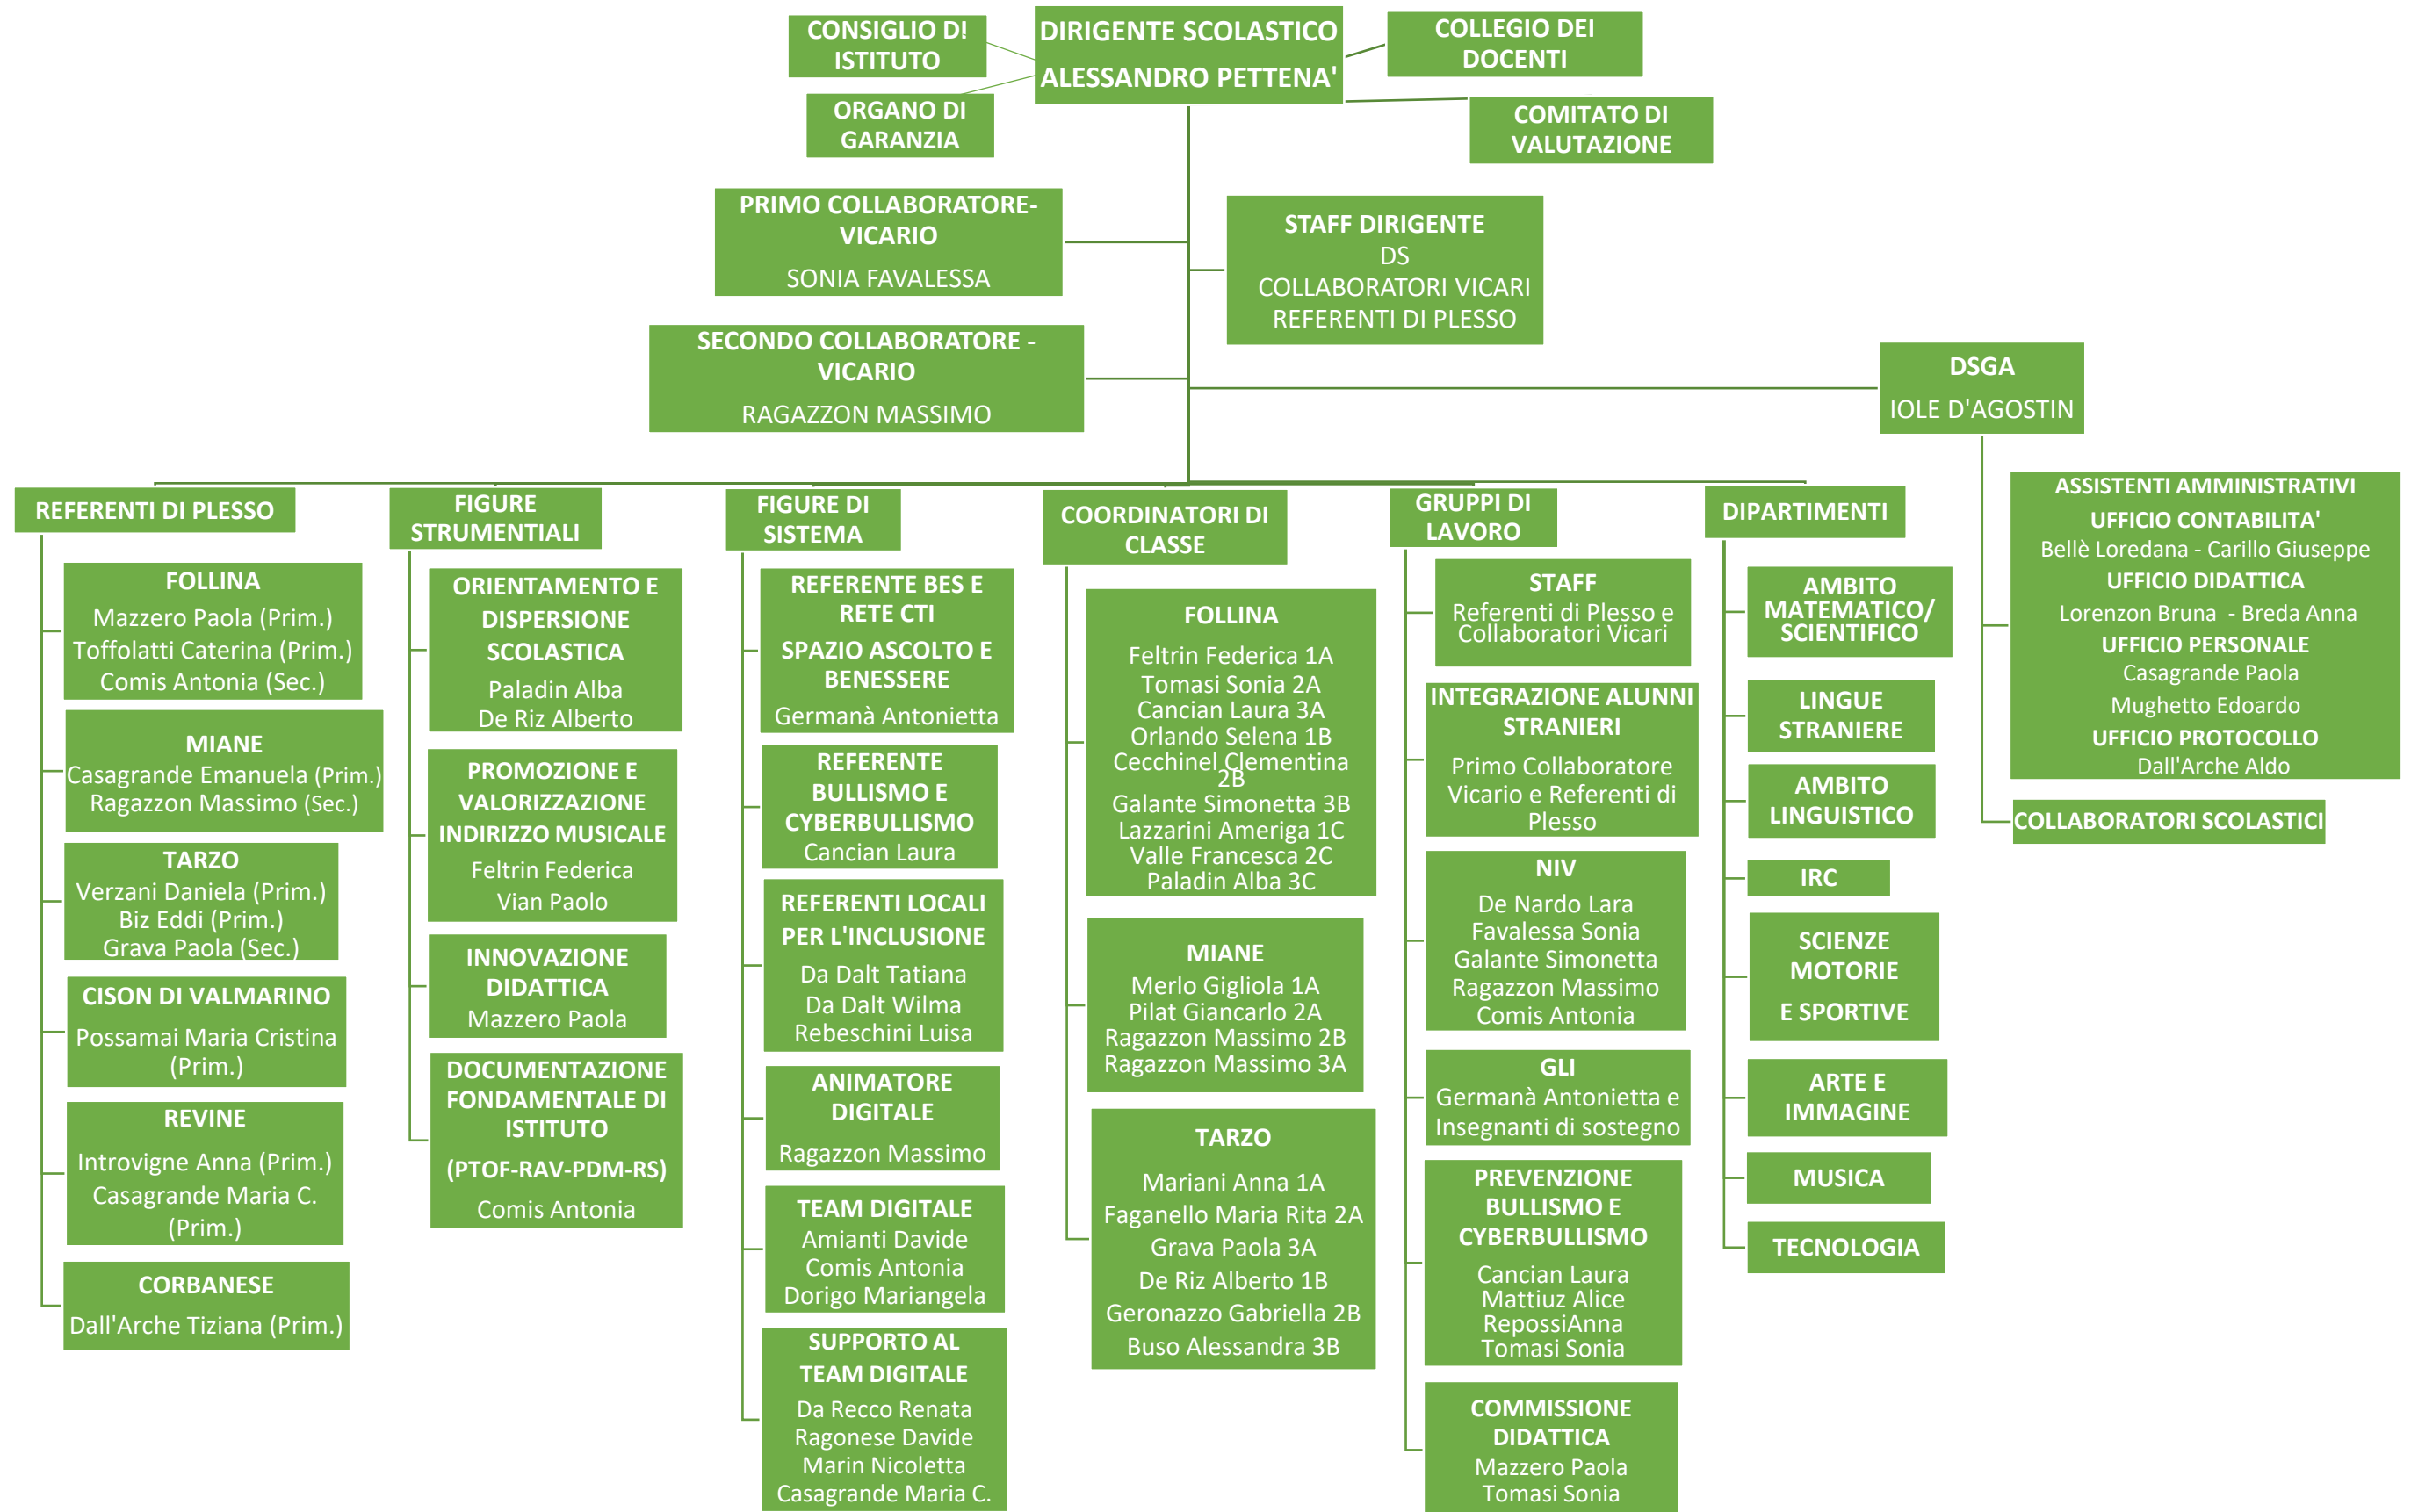 CONSIGLIO DI
ISTITUTO
DIRIGENTE SCOLASTICO
ALESSANDRO PETTENA'
COLLEGIO DEI
DOCENTI
ORGANO DI
GARANZIA
COMITATO DI
VALUTAZIONE
PRIMO COLLABORATORE-
VICARIO
SONIA FAVALESSA
STAFF DIRIGENTE
DS
COLLABORATORI VICARI
REFERENTI DI PLESSO
SECONDO COLLABORATORE -
VICARIO
RAGAZZON MASSIMO
DSGA
IOLE D'AGOSTIN
REFERENTI DI PLESSO
FOLLINA
Mazzero Paola (Prim.)
Toffolatti Caterina (Prim.)
Comis Antonia (Sec.)
MIANE
Casagrande Emanuela (Prim.)
Ragazzon Massimo (Sec.)
TARZO
Verzani Daniela (Prim.)
Biz Eddi (Prim.)
Grava Paola (Sec.)
CISON DI VALMARINO
Possamai Maria Cristina
(Prim.)
REVINE
Introvigne Anna (Prim.)
Casagrande Maria C.
(Prim.)
CORBANESE
Dall'Arche Tiziana (Prim.)
FIGURE
STRUMENTIALI
ORIENTAMENTO E
DISPERSIONE
SCOLASTICA
Paladin Alba
De Riz Alberto
PROMOZIONE E
VALORIZZAZIONE
INDIRIZZO MUSICALE
Feltrin Federica
Vian Paolo
INNOVAZIONE
DIDATTICA
Mazzero Paola
DOCUMENTAZIONE
FONDAMENTALE DI
ISTITUTO
(PTOF-RAV-PDM-RS)
Comis Antonia
FIGURE DI
SISTEMA
REFERENTE BES E
RETE CTI
SPAZIO ASCOLTO E
BENESSERE
Germanà Antonietta
REFERENTE
BULLISMO E
CYBERBULLISMO
Cancian Laura
REFERENTI LOCALI
PER L'INCLUSIONE
Da Dalt Tatiana
Da Dalt Wilma
Rebeschini Luisa
ANIMATORE
DIGITALE
Ragazzon Massimo
TEAM DIGITALE
Amianti Davide
Comis Antonia
Dorigo Mariangela
SUPPORTO AL
TEAM DIGITALE
Da Recco Renata
Ragonese Davide
Marin Nicoletta
Casagrande Maria C.
COORDINATORI DI
CLASSE
FOLLINA
Feltrin Federica 1A
Tomasi Sonia 2A
Cancian Laura 3A
Orlando Selena 1B
Cecchinel Clementina
2B
Galante Simonetta 3B
Lazzarini Ameriga 1C
Valle Francesca 2C
Paladin Alba 3C
MIANE
Merlo Gigliola 1A
Pilat Giancarlo 2A
Ragazzon Massimo 2B
Ragazzon Massimo 3A
TARZO
Mariani Anna 1A
Faganello Maria Rita 2A
Grava Paola 3A
De Riz Alberto 1B
Geronazzo Gabriella 2B
Buso Alessandra 3B
GRUPPI DI
LAVORO
STAFF
Referenti di Plesso e
Collaboratori Vicari
INTEGRAZIONE ALUNNI
STRANIERI
Primo Collaboratore
Vicario e Referenti di
Plesso
NIV
De Nardo Lara
Favalessa Sonia
Galante Simonetta
Ragazzon Massimo
Comis Antonia
GLI
Germanà Antonietta e
Insegnanti di sostegno
PREVENZIONE
BULLISMO E
CYBERBULLISMO
Cancian Laura
Mattiuz Alice
RepossiAnna
Tomasi Sonia
COMMISSIONE
DIDATTICA
Mazzero Paola
Tomasi Sonia
DIPARTIMENTI
AMBITO
MATEMATICO/
SCIENTIFICO
LINGUE
STRANIERE
AMBITO
LINGUISTICO
IRC
SCIENZE
MOTORIE
E SPORTIVE
ARTE E
IMMAGINE
MUSICA
TECNOLOGIA
ASSISTENTI AMMINISTRATIVI
UFFICIO CONTABILITA'
Bellè Loredana - Carillo Giuseppe
UFFICIO DIDATTICA
Lorenzon Bruna - Breda Anna
UFFICIO PERSONALE
Casagrande Paola
Mughetto Edoardo
UFFICIO PROTOCOLLO
Dall'Arche Aldo
COLLABORATORI SCOLASTICI